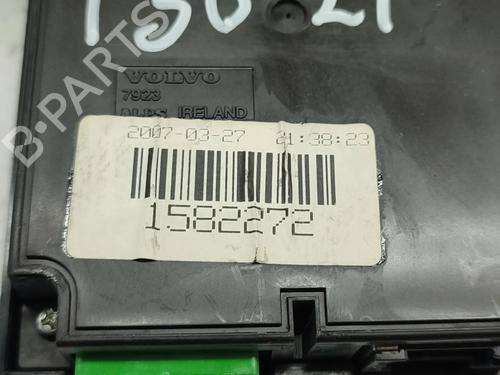 B-PARTS
VOLVO
7923
ALPS IRELAND
2007-03-27 21:38:23
1582272